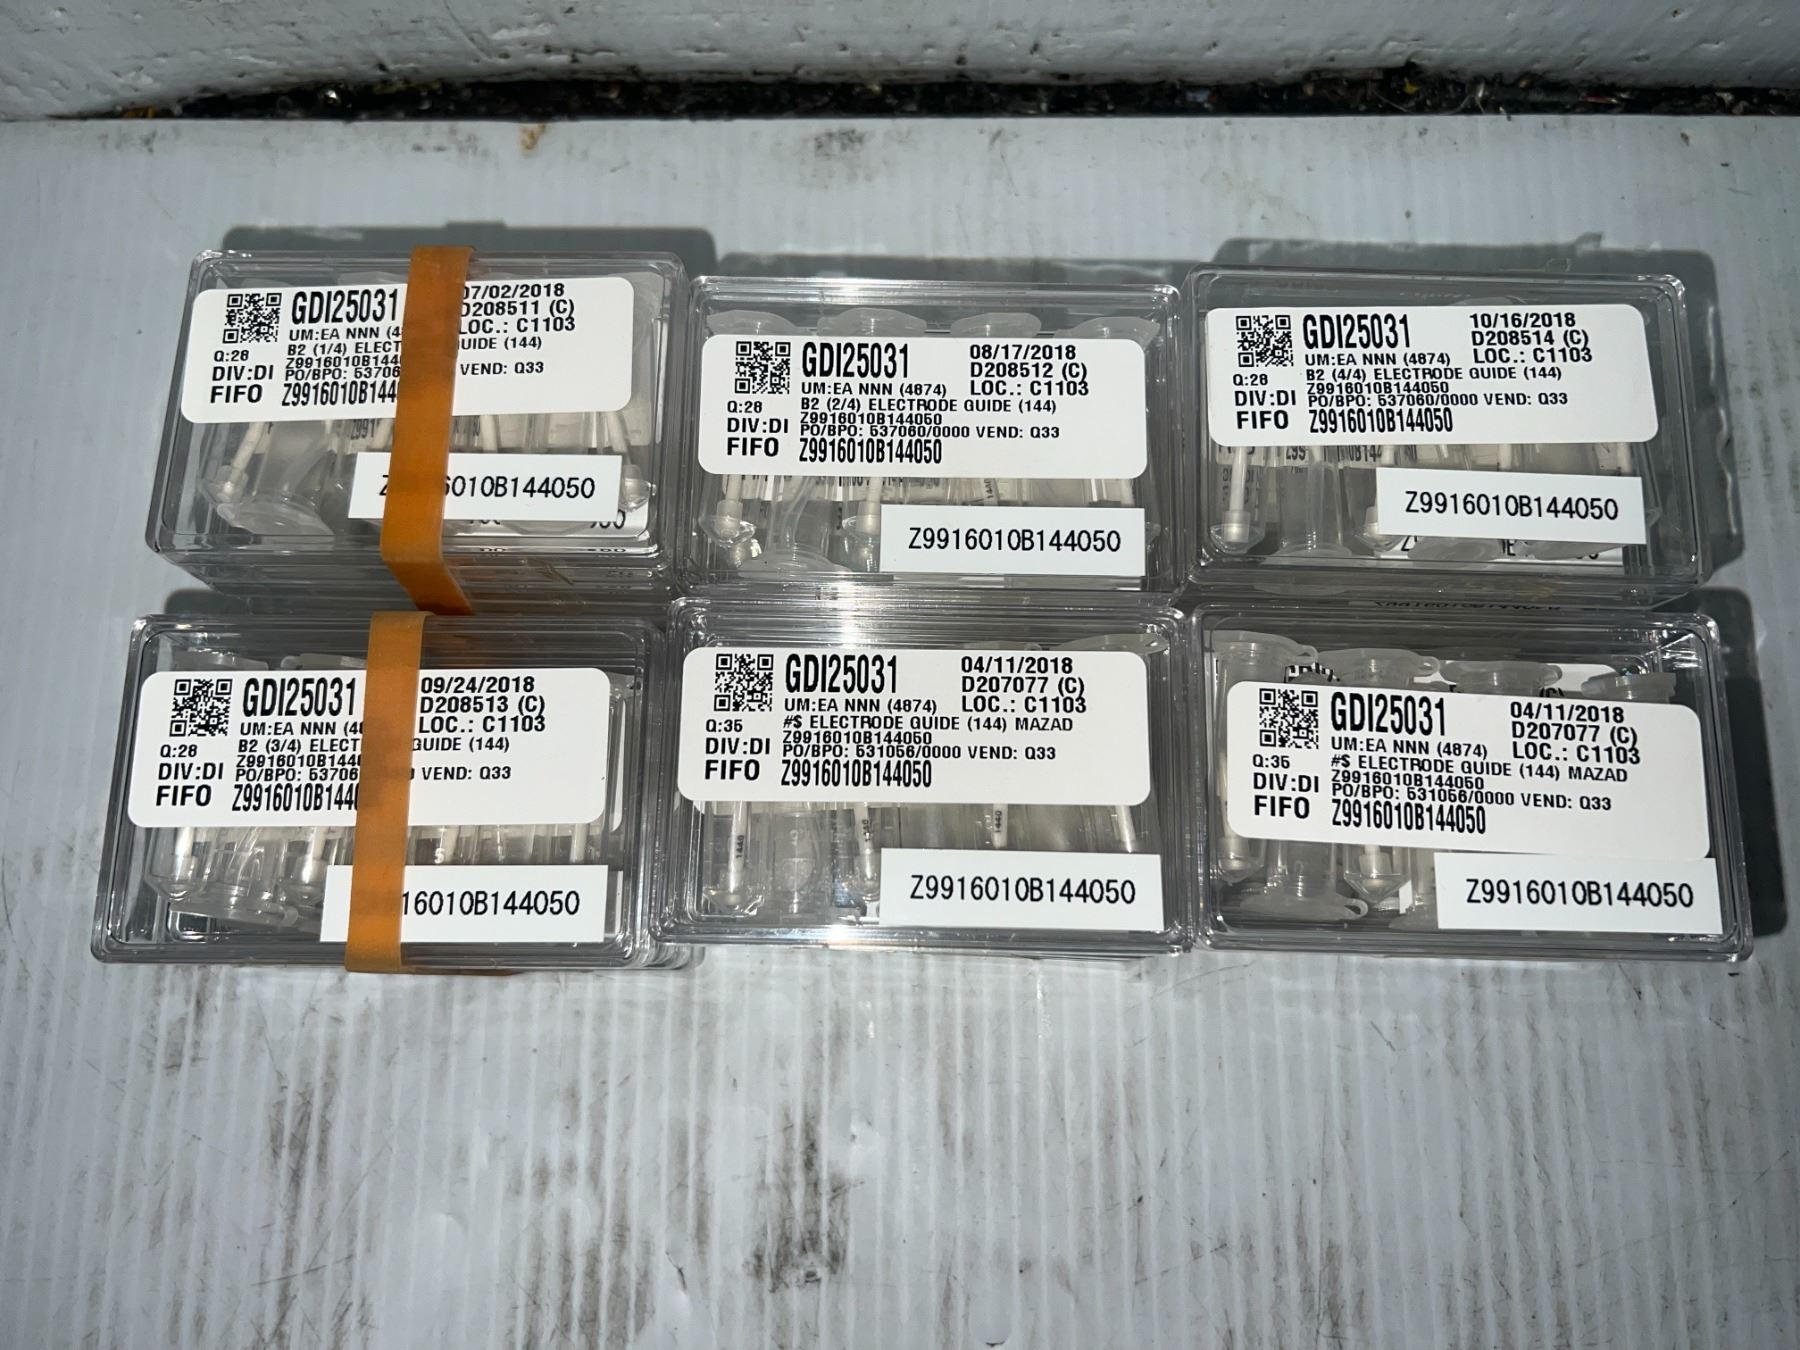 GDI25031 07/02/2018
D208511 (C)
UM:EA NNN LOC.: C1103
Q:28 B2 (1/4) (144)
DIV:DI VEND: Q33
FIFO
GDI25031 08/17/2018
D208512 (C)
UM:EA NNN (4874) LOC.: C1103
Q:28 B2 (2/4) ELECTRODE GUIDE (144)
Z9916010B144050
DIV:DI PO/BPO: 537060/0000 VEND: Q33
FIFO Z9916010B144050
Z9916010B144050
GDI25031 10/16/2018
D208514 (C)
UM:EA NNN (4874) LOC.: C1103
Q:28 B2 (4/4) ELECTRODE GUIDE (144)
Z9916010B144050
DIV:DI PO/BPO: 537060/0000 VEND: Q33
FIFO Z9916010B144050
Z9916010B144050
GDI25031 09/24/2018
D208513 (C)
UM:EA NNN LOC.: C1103
Q:28 B2 (3/4) GUIDE (144)
DIV:DI VEND: Q33
FIFO
GDI25031 04/11/2018
D207077 (C)
UM:EA NNN (4874) LOC.: C1103
Q:35 #$ ELECTRODE GUIDE (144) MAZAD
Z9916010B144050
DIV:DI PO/BPO: 531056/0000 VEND: Q33
FIFO Z9916010B144050
Z9916010B144050
GDI25031 04/11/2018
D207077 (C)
UM:EA NNN (4874) LOC.: C1103
Q:35 #$ ELECTRODE GUIDE (144) MAZAD
Z9916010B144050
DIV:DI PO/BPO: 531056/0000 VEND: Q33
FIFO Z9916010B144050
Z9916010B144050